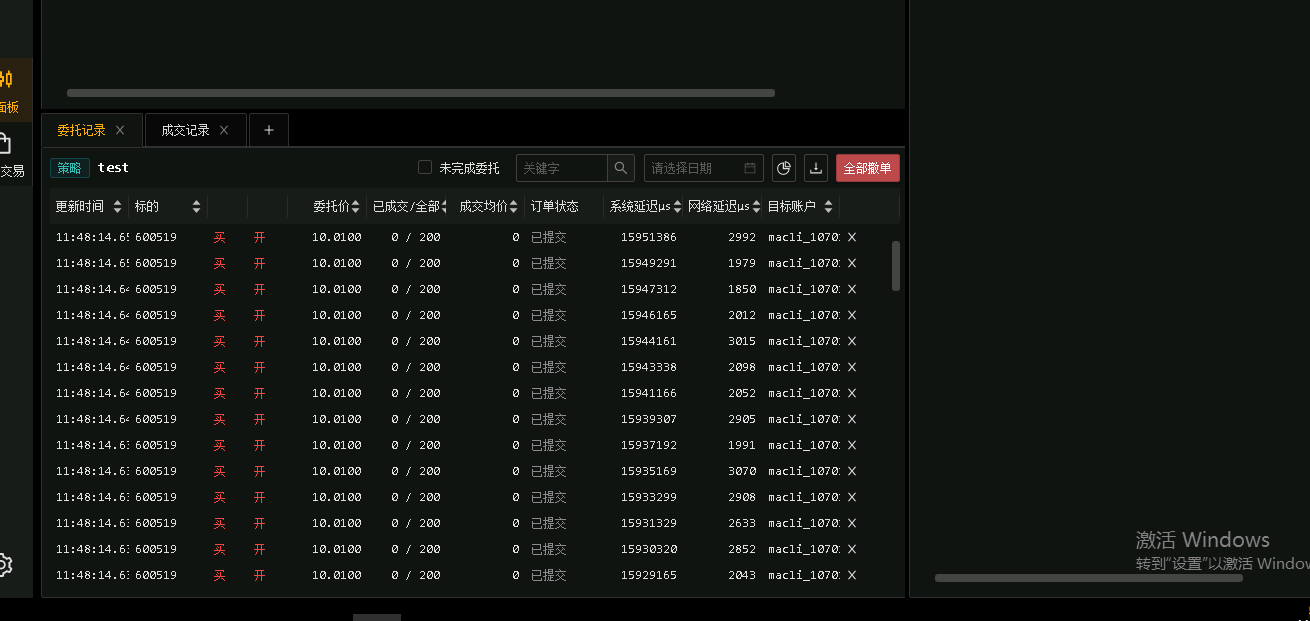 面板
交易
委托记录 × 成交记录 × +
策略 test 未完成委托 关键字 请选择日期 全部撤单
更新时间 标的 委托价 已成交/全部 成交均价 订单状态 系统延迟μs 网络延迟μs 目标账户
11:48:14.65 600519 买 开 10.0100 0 / 200 0 已提交 15951386 2992 macli_1070 ×
11:48:14.65 600519 买 开 10.0100 0 / 200 0 已提交 15949291 1979 macli_1070 ×
11:48:14.64 600519 买 开 10.0100 0 / 200 0 已提交 15947312 1850 macli_1070 ×
11:48:14.64 600519 买 开 10.0100 0 / 200 0 已提交 15946165 2012 macli_1070 ×
11:48:14.64 600519 买 开 10.0100 0 / 200 0 已提交 15944161 3015 macli_1070 ×
11:48:14.64 600519 买 开 10.0100 0 / 200 0 已提交 15943338 2098 macli_1070 ×
11:48:14.64 600519 买 开 10.0100 0 / 200 0 已提交 15941166 2052 macli_1070 ×
11:48:14.64 600519 买 开 10.0100 0 / 200 0 已提交 15939307 2905 macli_1070 ×
11:48:14.63 600519 买 开 10.0100 0 / 200 0 已提交 15937192 1991 macli_1070 ×
11:48:14.63 600519 买 开 10.0100 0 / 200 0 已提交 15935169 3070 macli_1070 ×
11:48:14.63 600519 买 开 10.0100 0 / 200 0 已提交 15933299 2908 macli_1070 ×
11:48:14.63 600519 买 开 10.0100 0 / 200 0 已提交 15931329 2633 macli_1070 ×
11:48:14.63 600519 买 开 10.0100 0 / 200 0 已提交 15930320 2852 macli_1070 ×
11:48:14.63 600519 买 开 10.0100 0 / 200 0 已提交 15929165 2043 macli_1070 ×
激活 Windows
转到"设置"以激活 Window